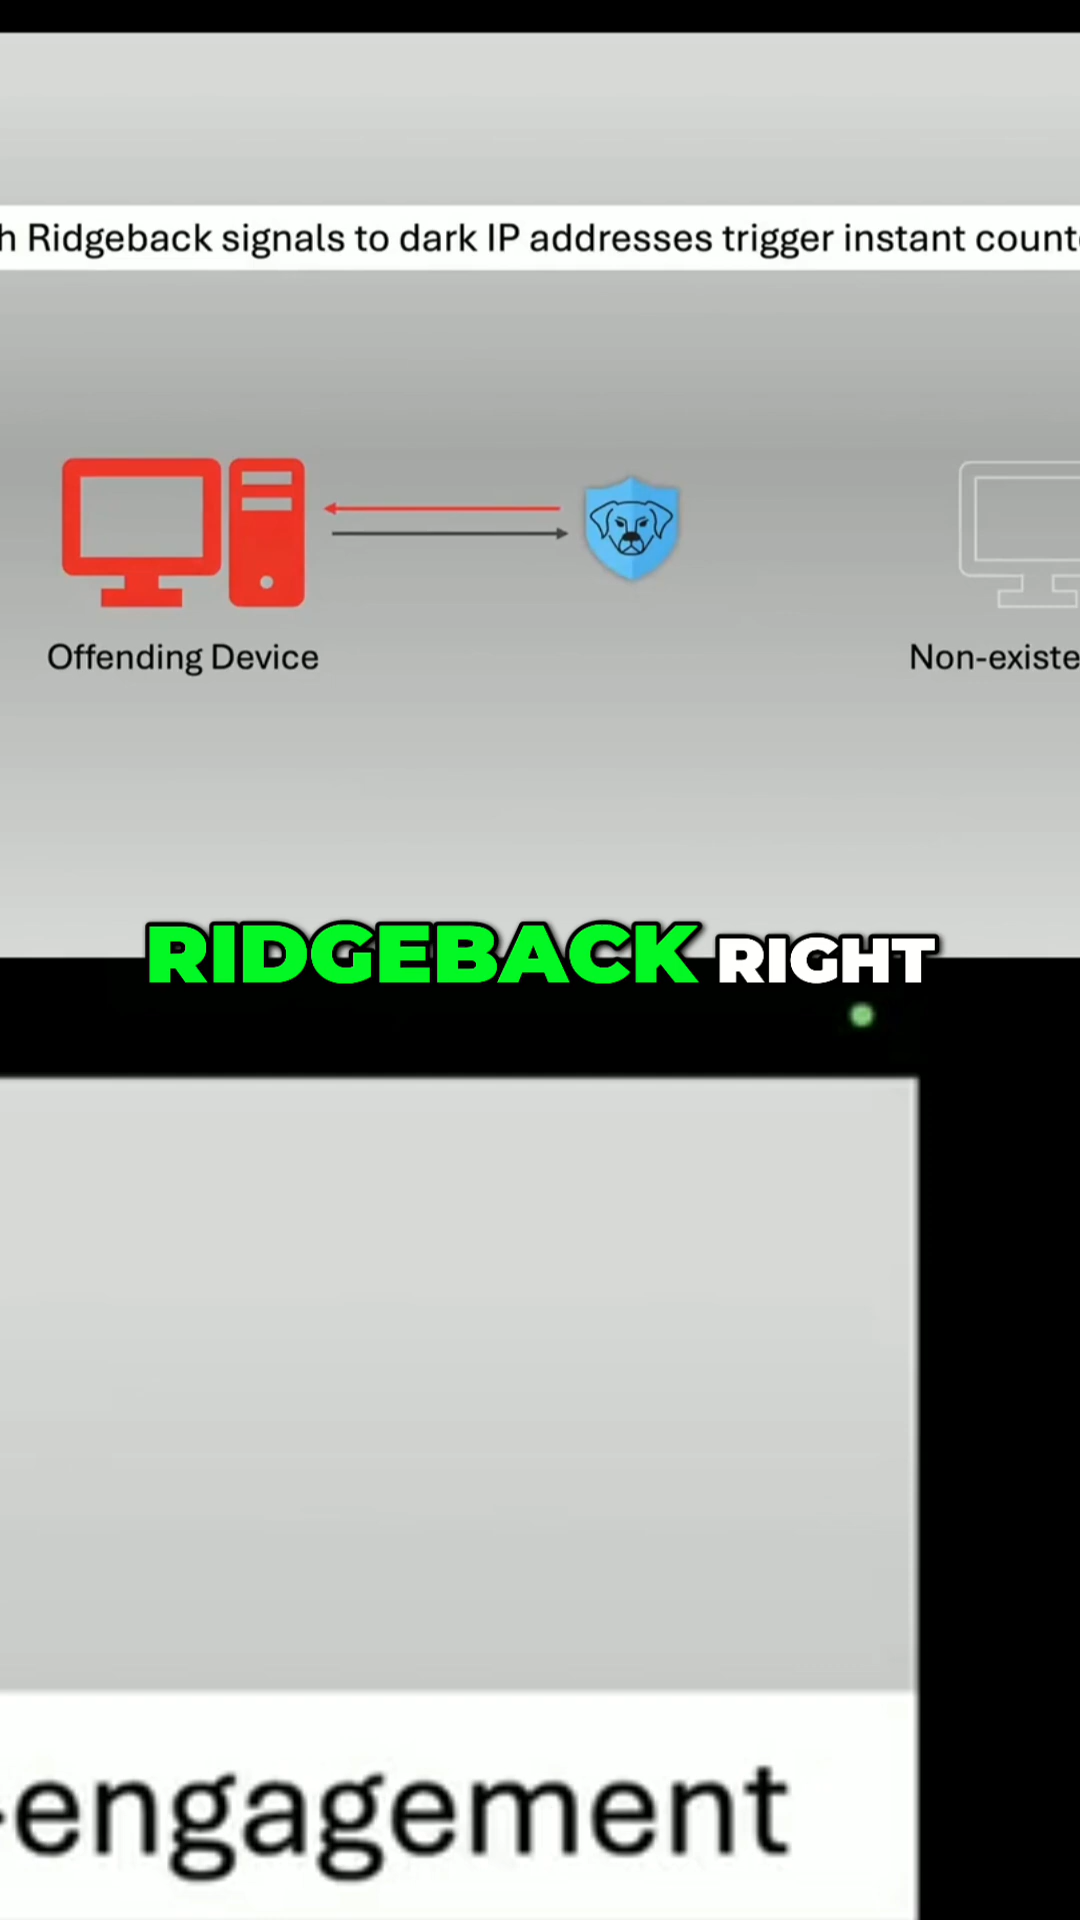 h Ridgeback signals to dark IP addresses trigger instant count
Offending Device
Non-existe
RIDGEBACK RIGHT
-engagement